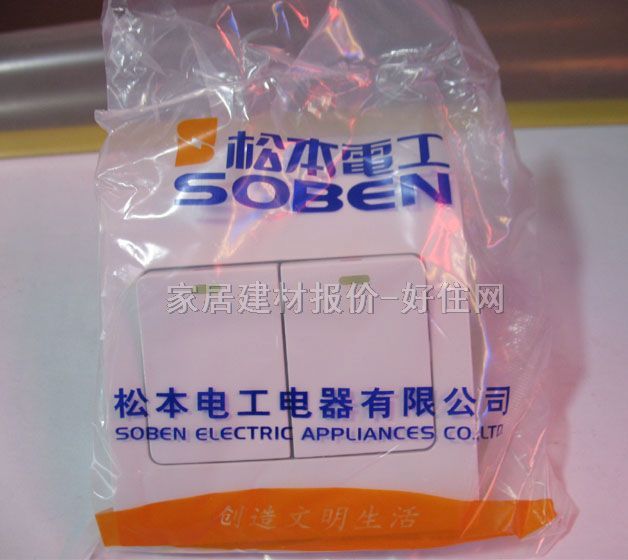 松本電工
SOBEN
家居建材报价-好住网
松本电工电器有限公司
SOBEN ELECTRIC APPLIANCES CO.,LTD.
创造文明生活